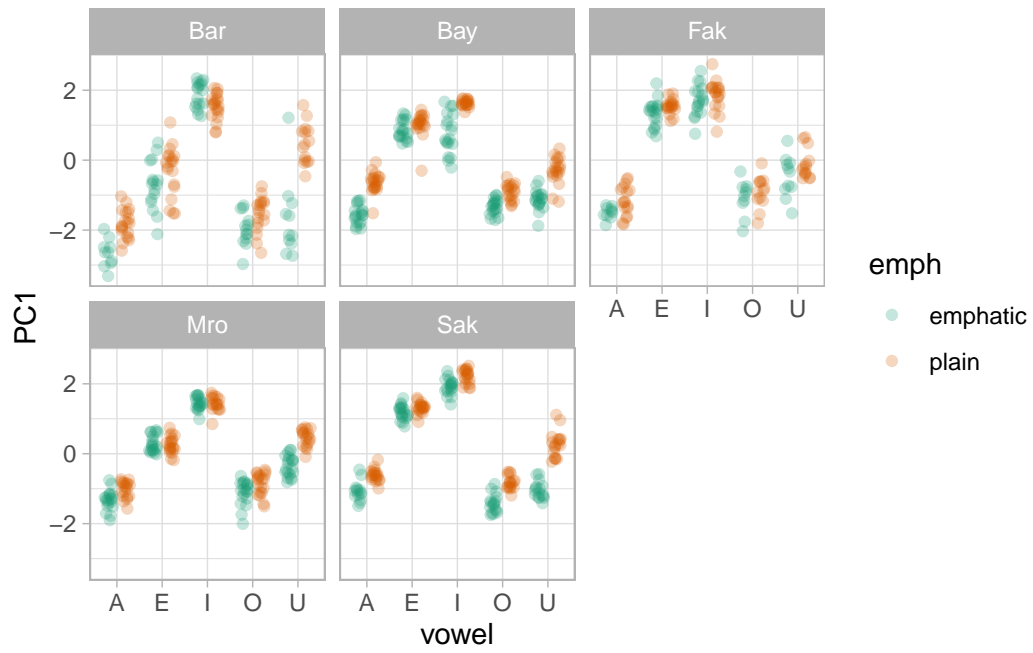 Bar Bay Fak
2
0
−2
A E I O U
Mro Sak
2
0
−2
A E I O U A E I O U
vowel
PC1
emph
emphatic
plain